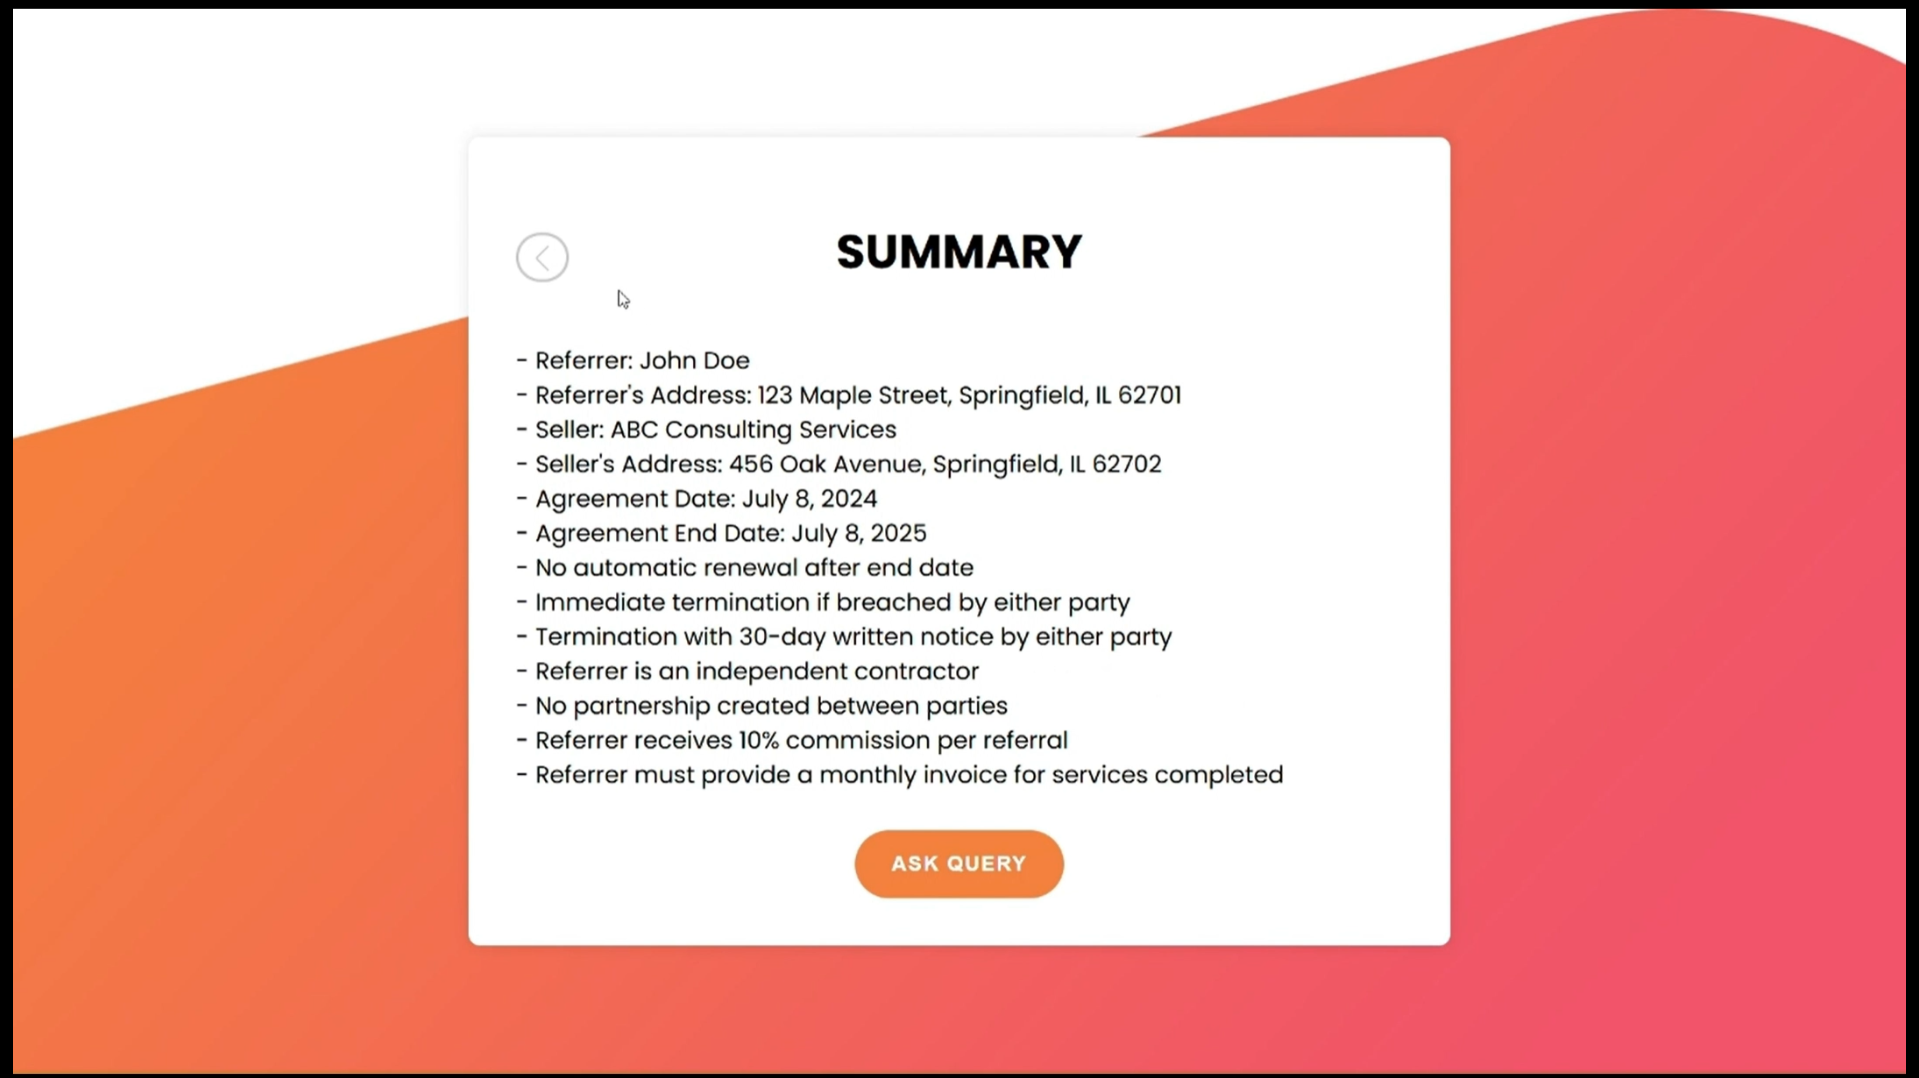 SUMMARY
- Referrer: John Doe
- Referrer's Address: 123 Maple Street, Springfield, IL 62701
- Seller: ABC Consulting Services
- Seller's Address: 456 Oak Avenue, Springfield, IL 62702
- Agreement Date: July 8, 2024
- Agreement End Date: July 8, 2025
- No automatic renewal after end date
- Immediate termination if breached by either party
- Termination with 30-day written notice by either party
- Referrer is an independent contractor
- No partnership created between parties
- Referrer receives 10% commission per referral
- Referrer must provide a monthly invoice for services completed
ASK QUERY